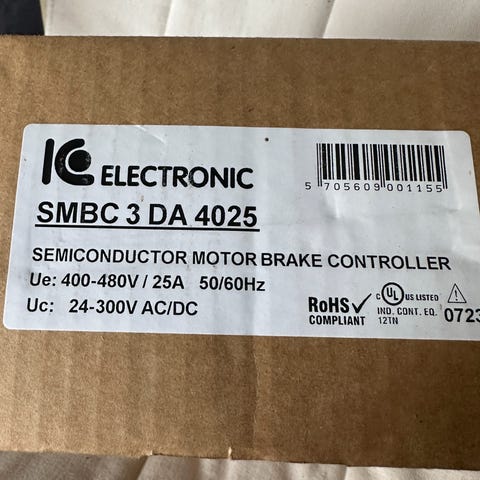 IC ELECTRONIC
5 705609 001155
SMBC 3 DA 4025
SEMICONDUCTOR MOTOR BRAKE CONTROLLER
Ue: 400-480V / 25A 50/60Hz
Uc: 24-300V AC/DC
RoHS
COMPLIANT
C UL US LISTED
IND. CONT. EQ.
12TN
0723